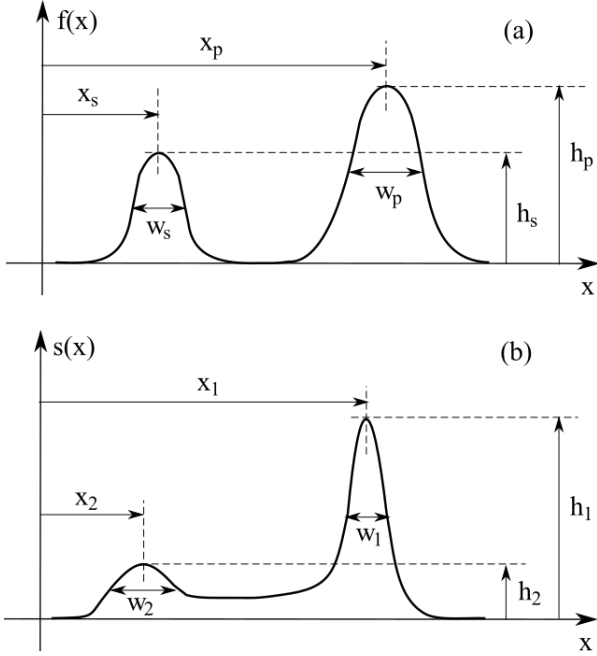 f(x)
(a)
x_p
x_s
h_p
w_p
h_s
w_s
x
s(x)
(b)
x_1
x_2
h_1
w_1
h_2
w_2
x